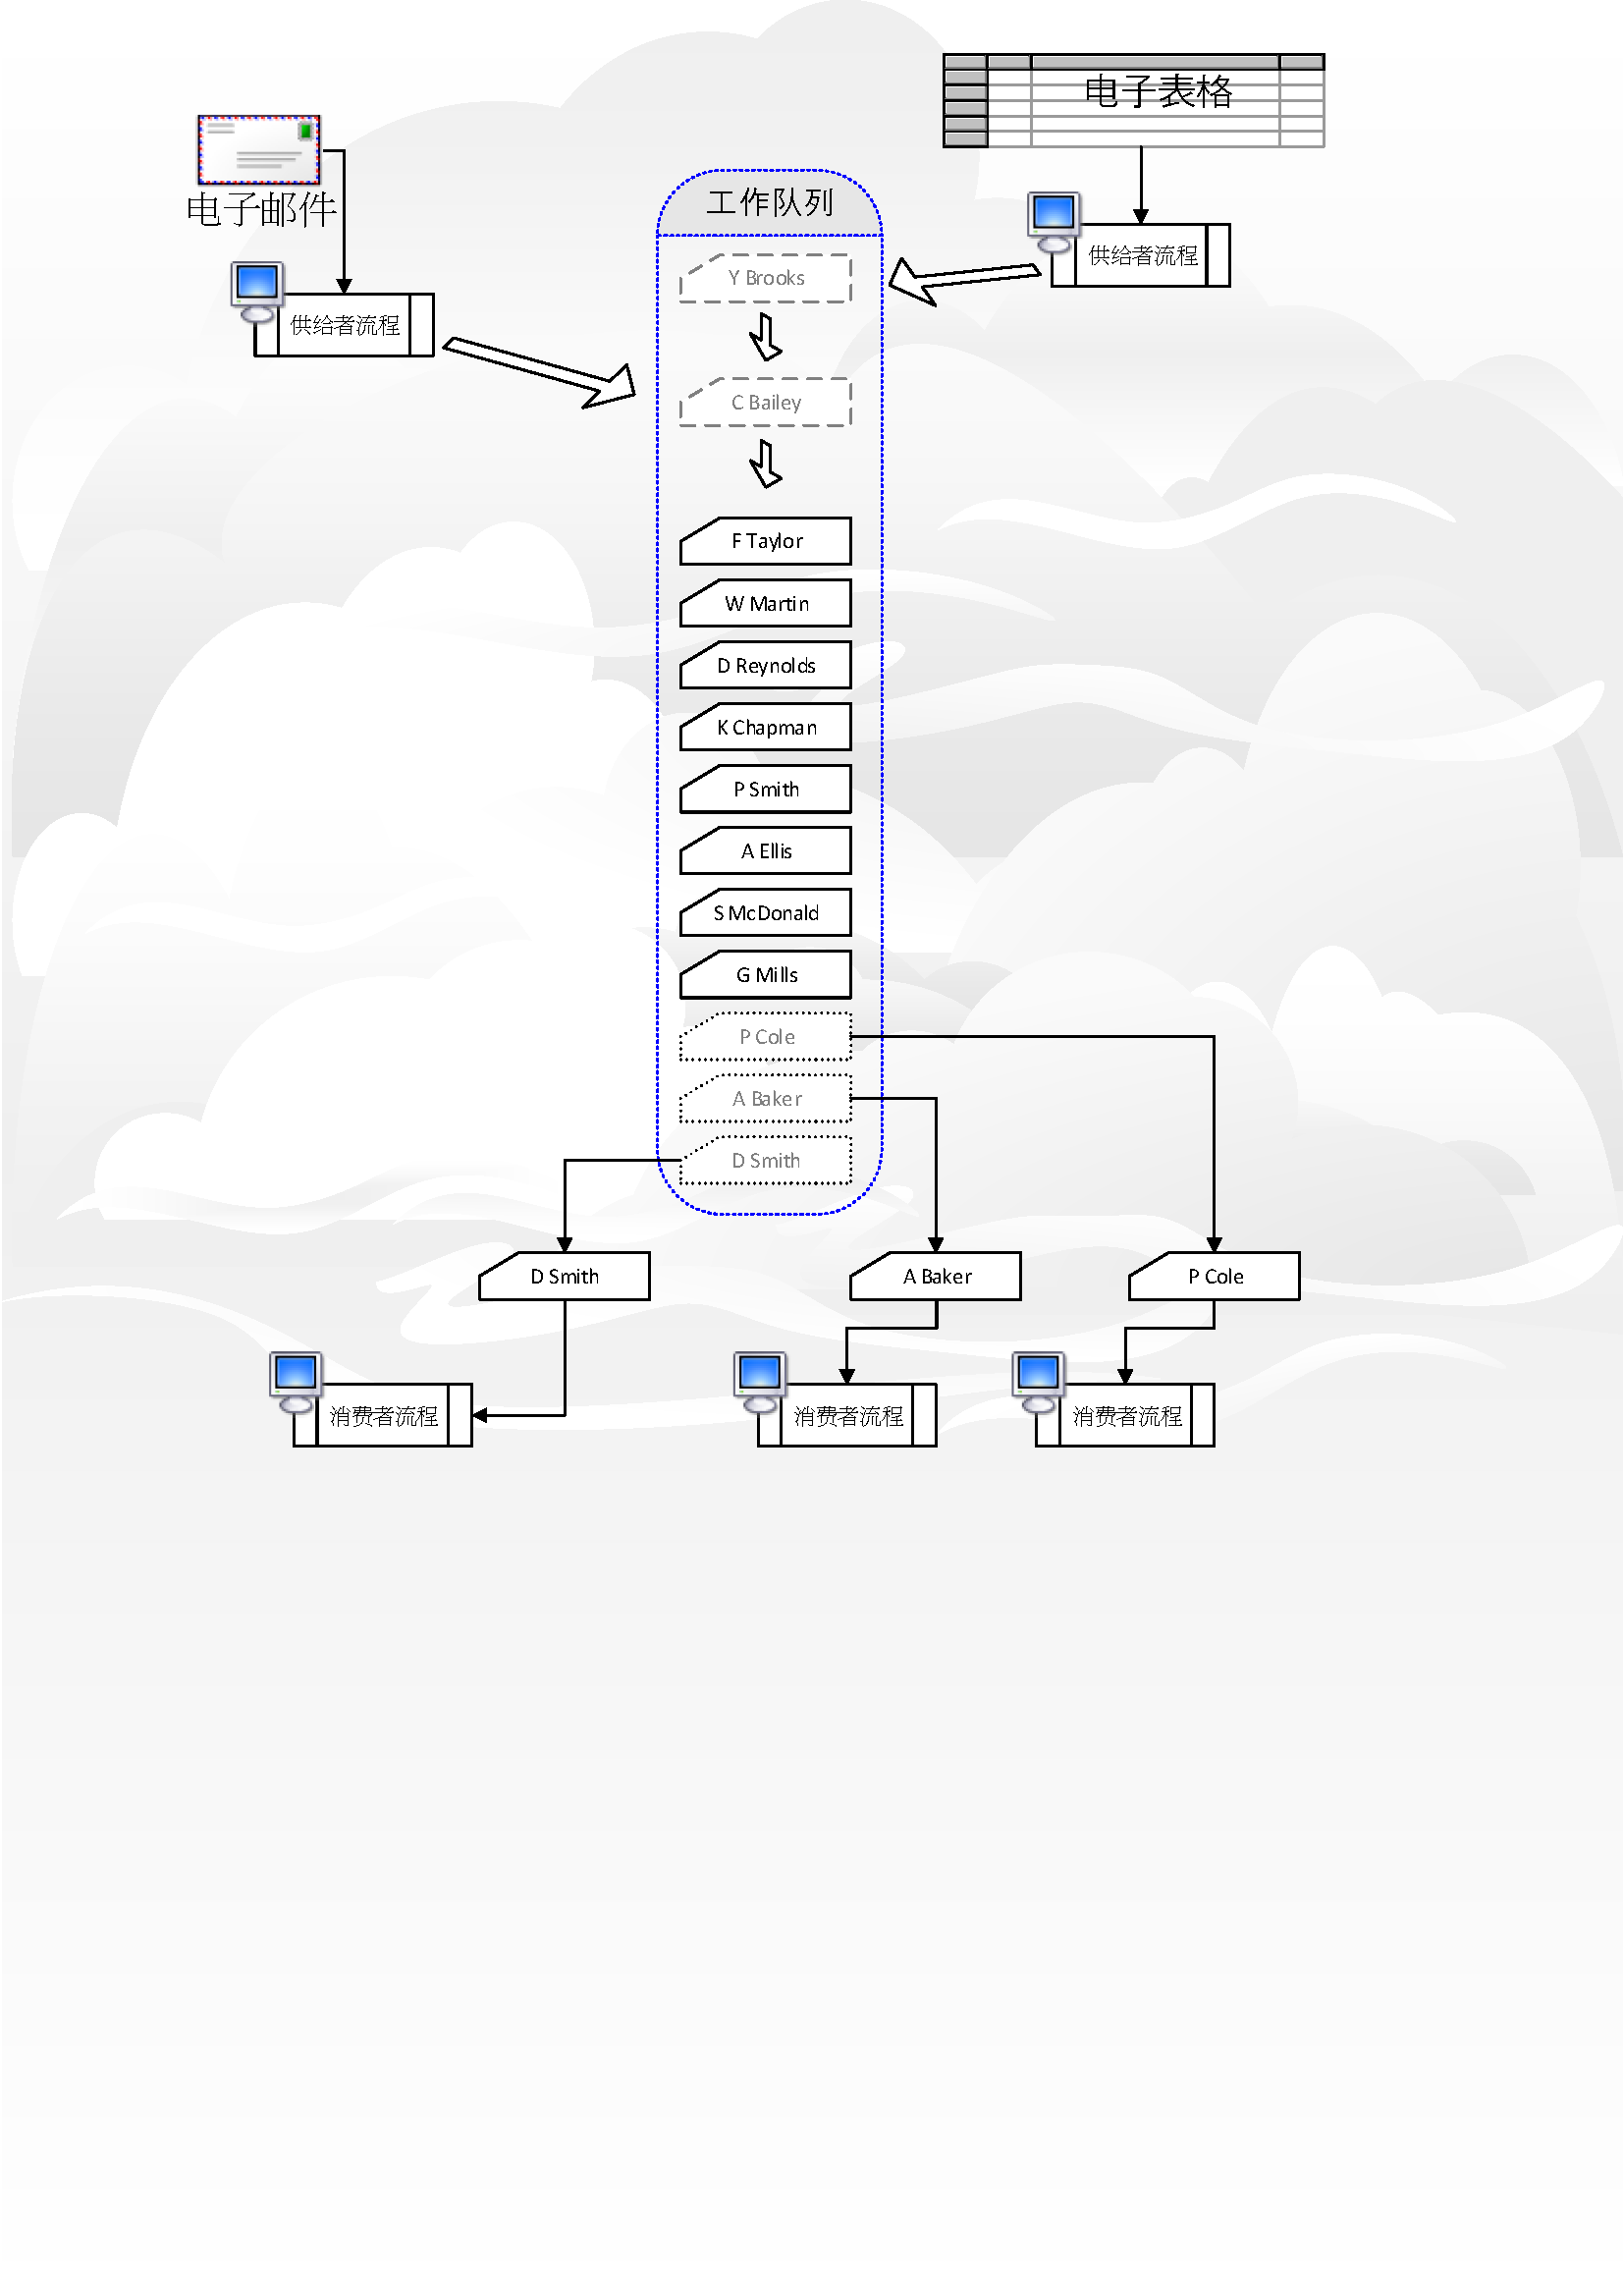 电子表格
电子邮件
工作队列
供给者流程
Y Brooks
供给者流程
C Bailey
F Taylor
W Martin
D Reynolds
K Chapman
P Smith
A Ellis
S McDonald
G Mills
P Cole
A Baker
D Smith
D Smith
A Baker
P Cole
消费者流程
消费者流程
消费者流程